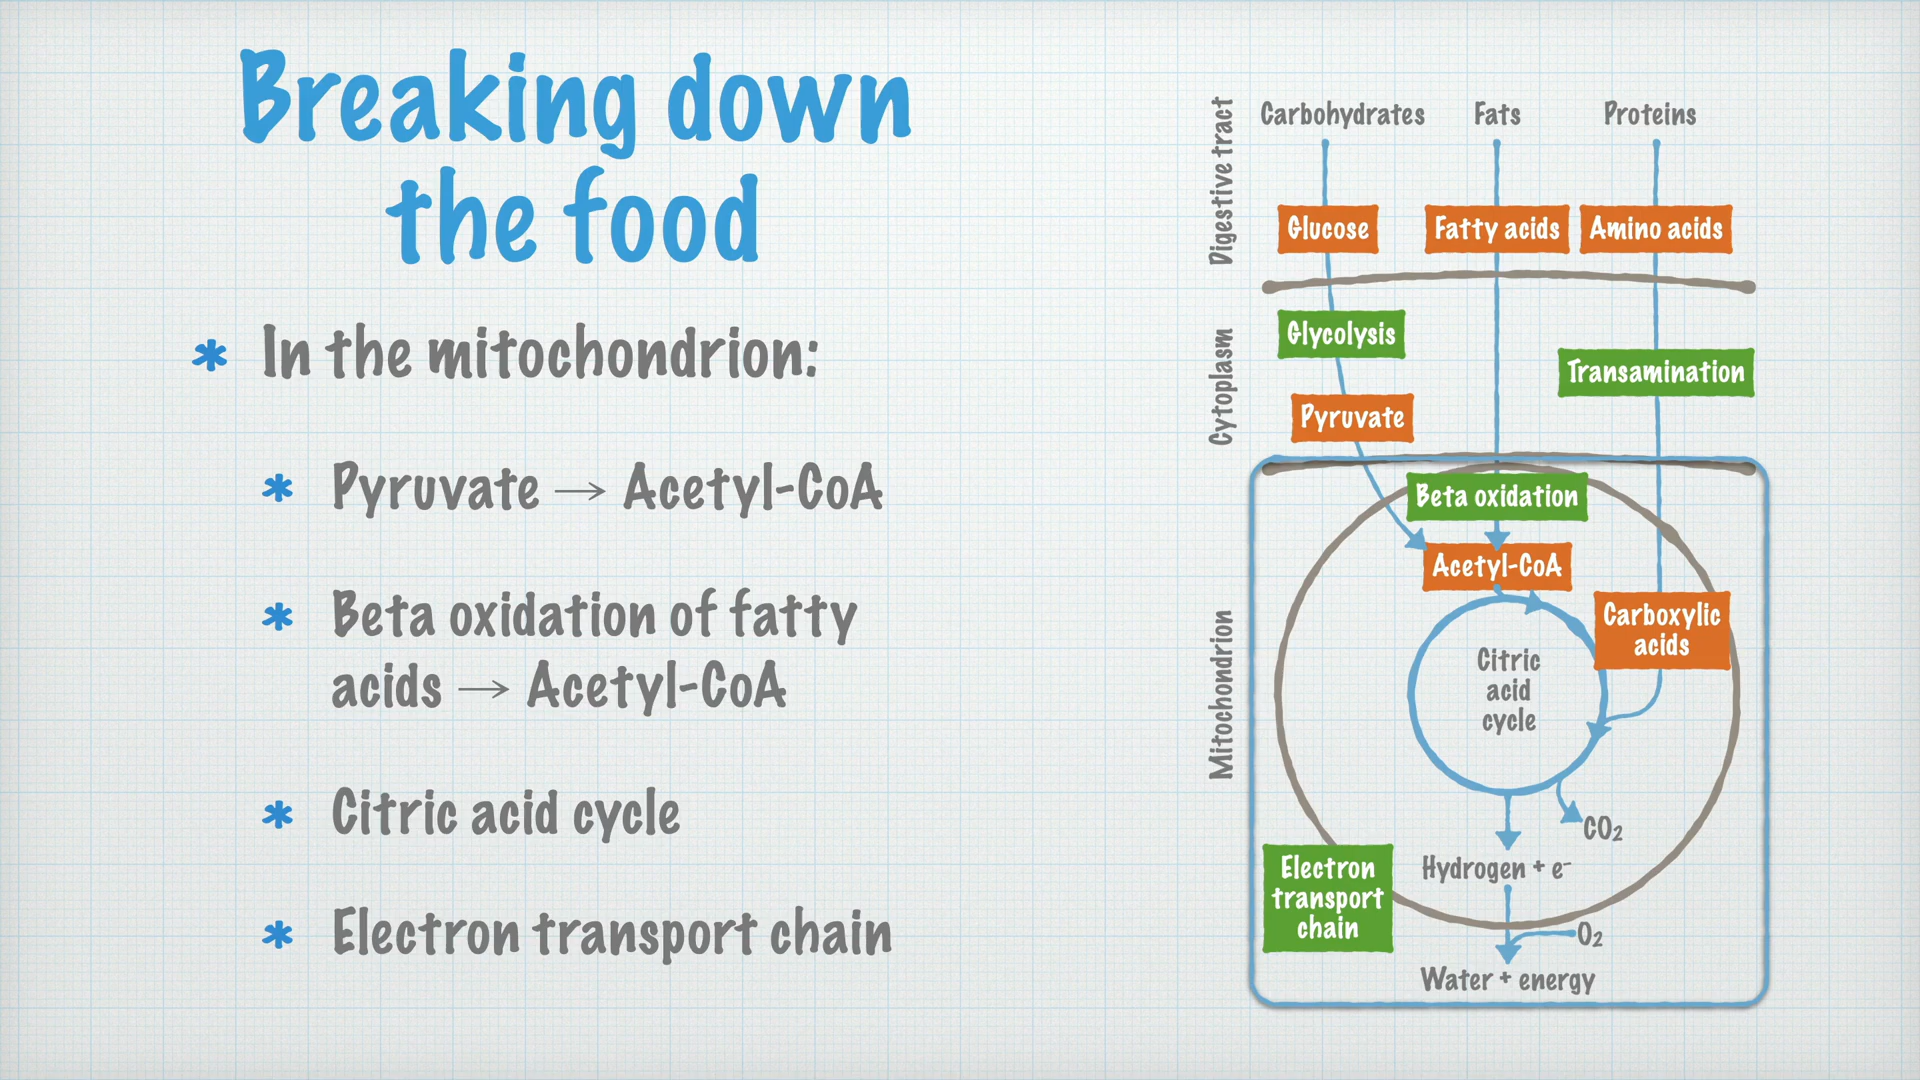 Breaking down
the food
* In the mitochondrion:
* Pyruvate → Acetyl-CoA
* Beta oxidation of fatty
acids → Acetyl-CoA
* Citric acid cycle
* Electron transport chain
Digestive tract
Carbohydrates
Fats
Proteins
Glucose
Fatty acids
Amino acids
Cytoplasm
Glycolysis
Transamination
Pyruvate
Mitochondrion
Beta oxidation
Acetyl-CoA
Carboxylic
acids
Citric
acid
cycle
CO₂
Hydrogen + e⁻
Electron
transport
chain
O₂
Water + energy